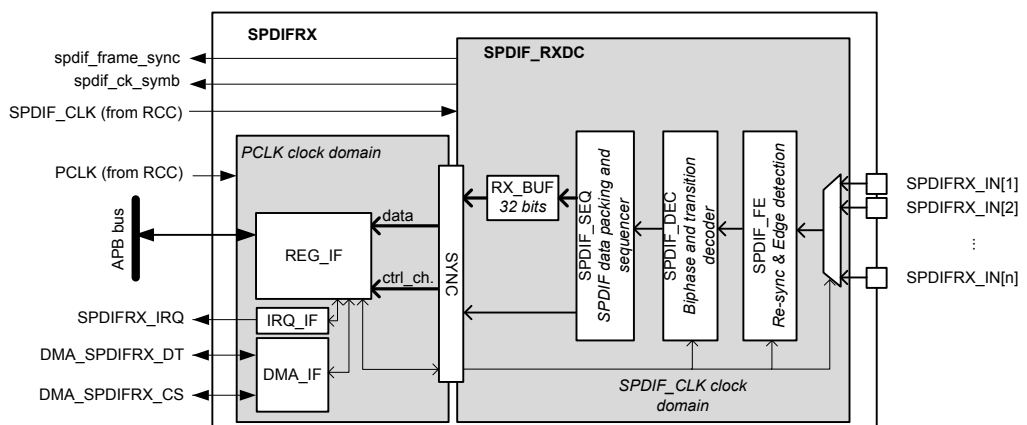 SPDIFRX
spdif_frame_sync
SPDIF_RXDC
spdif_ck_symb
SPDIF_CLK (from RCC)
PCLK clock domain
PCLK (from RCC)
RX_BUF
32 bits
SPDIF_SEQ
SPDIF data packing and
sequencer
SPDIF_DEC
Biphase and transition
decoder
SPDIF_FE
Re-sync & Edge detection
SPDIFRX_IN[1]
SPDIFRX_IN[2]
...
SPDIFRX_IN[n]
APB bus
REG_IF
data
ctrl_ch.
SYNC
SPDIFRX_IRQ
IRQ_IF
DMA_SPDIFRX_DT
DMA_IF
DMA_SPDIFRX_CS
SPDIF_CLK clock
domain